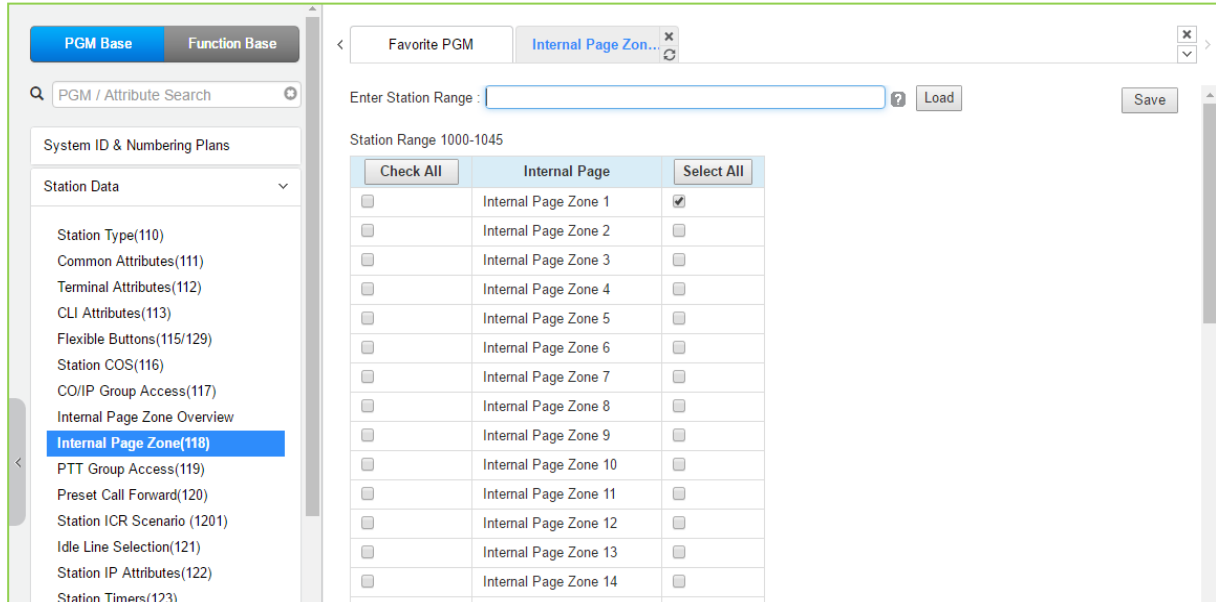 PGM Base Function Base
PGM / Attribute Search
System ID & Numbering Plans
Station Data
Station Type(110)
Common Attributes(111)
Terminal Attributes(112)
CLI Attributes(113)
Flexible Buttons(115/129)
Station COS(116)
CO/IP Group Access(117)
Internal Page Zone Overview
Internal Page Zone(118)
PTT Group Access(119)
Preset Call Forward(120)
Station ICR Scenario (1201)
Idle Line Selection(121)
Station IP Attributes(122)
Station Timers(123)
Favorite PGM Internal Page Zon...
Enter Station Range : ? Load Save
Station Range 1000-1045
Check All Internal Page Select All
Internal Page Zone 1
Internal Page Zone 2
Internal Page Zone 3
Internal Page Zone 4
Internal Page Zone 5
Internal Page Zone 6
Internal Page Zone 7
Internal Page Zone 8
Internal Page Zone 9
Internal Page Zone 10
Internal Page Zone 11
Internal Page Zone 12
Internal Page Zone 13
Internal Page Zone 14